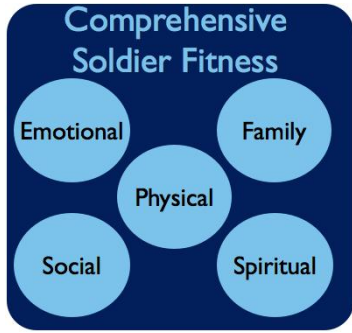 Comprehensive
Soldier Fitness
Emotional
Family
Physical
Social
Spiritual